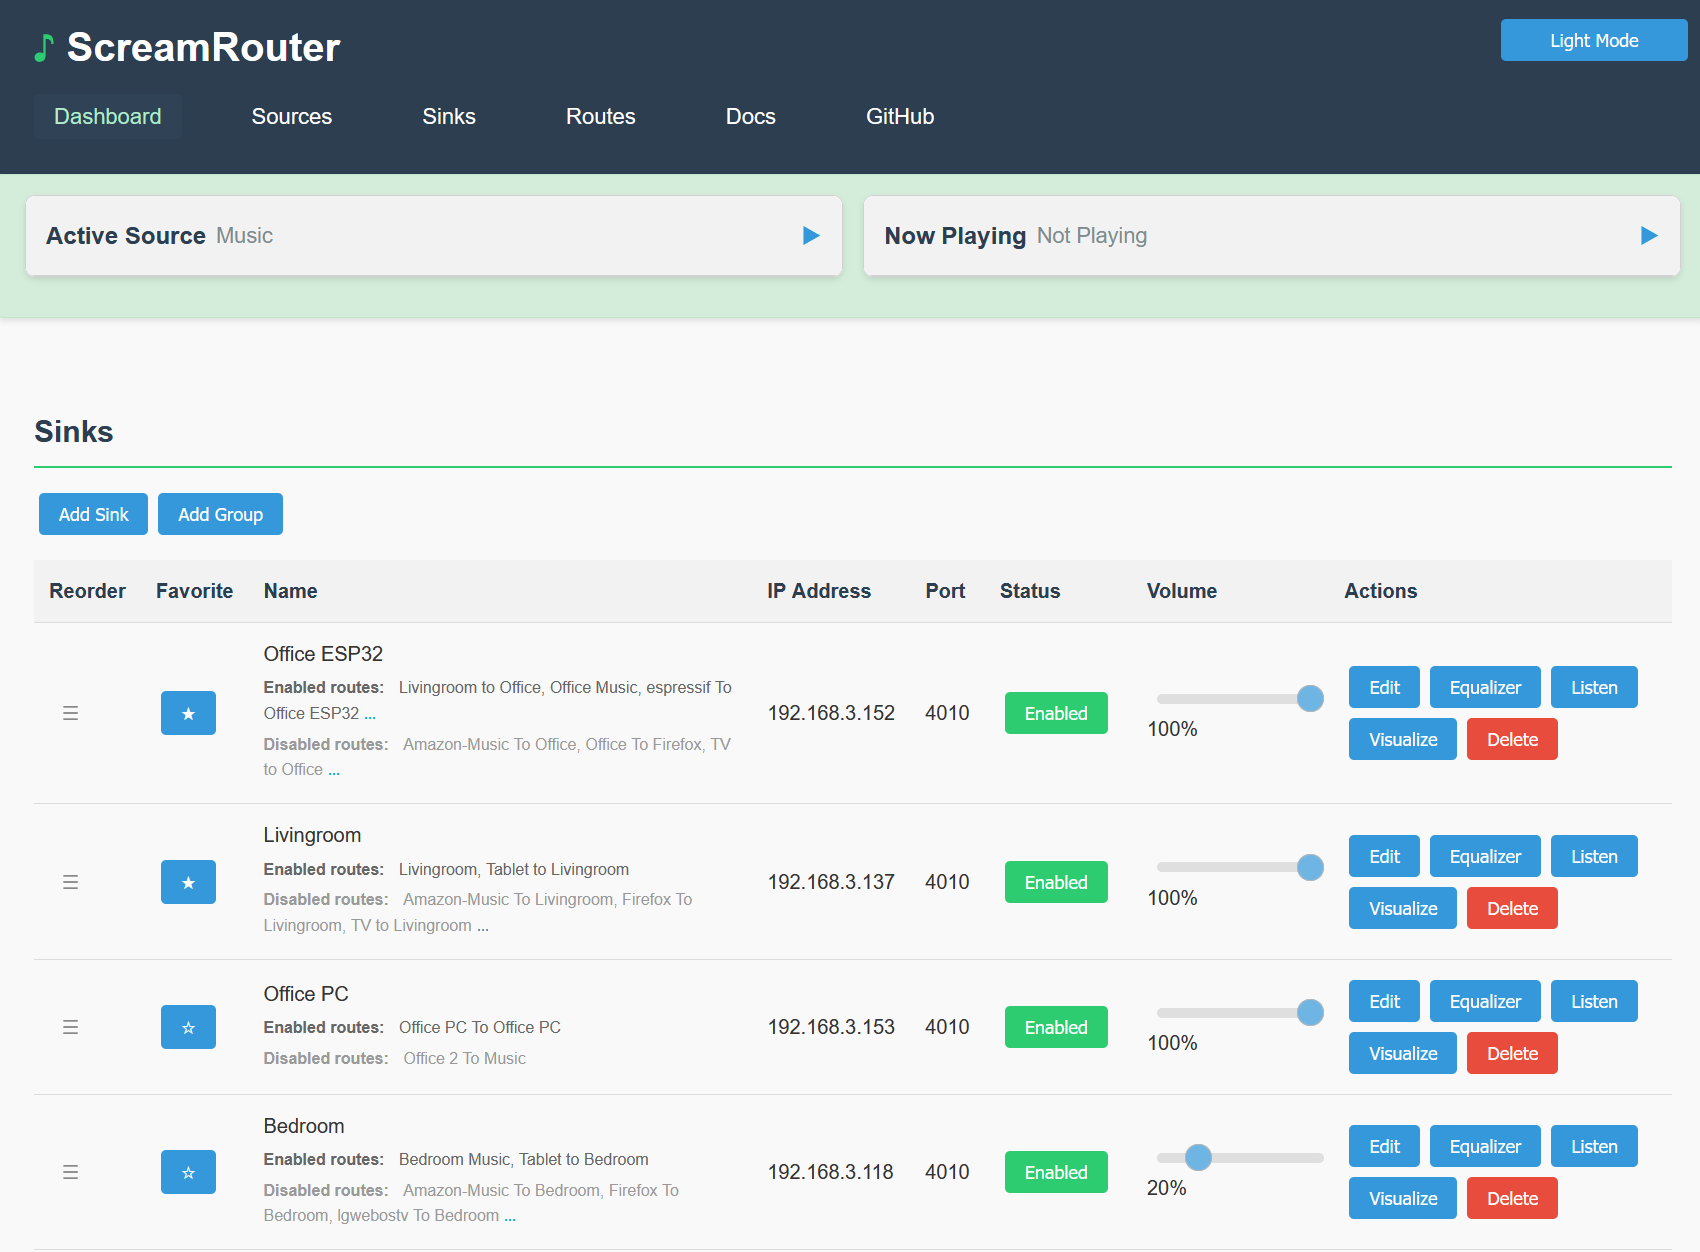 ScreamRouter
Light Mode
Dashboard Sources Sinks Routes Docs GitHub
Active Source Music
Now Playing Not Playing
Sinks
Add Sink Add Group
Reorder Favorite Name IP Address Port Status Volume Actions
Office ESP32
Enabled routes: Livingroom to Office, Office Music, espressif To
Office ESP32 ...
Disabled routes: Amazon-Music To Office, Office To Firefox, TV
to Office ...
192.168.3.152 4010 Enabled 100%
Edit Equalizer Listen
Visualize Delete
Livingroom
Enabled routes: Livingroom, Tablet to Livingroom
Disabled routes: Amazon-Music To Livingroom, Firefox To
Livingroom, TV to Livingroom ...
192.168.3.137 4010 Enabled 100%
Edit Equalizer Listen
Visualize Delete
Office PC
Enabled routes: Office PC To Office PC
Disabled routes: Office 2 To Music
192.168.3.153 4010 Enabled 100%
Edit Equalizer Listen
Visualize Delete
Bedroom
Enabled routes: Bedroom Music, Tablet to Bedroom
Disabled routes: Amazon-Music To Bedroom, Firefox To
Bedroom, lgwebostv To Bedroom ...
192.168.3.118 4010 Enabled 20%
Edit Equalizer Listen
Visualize Delete